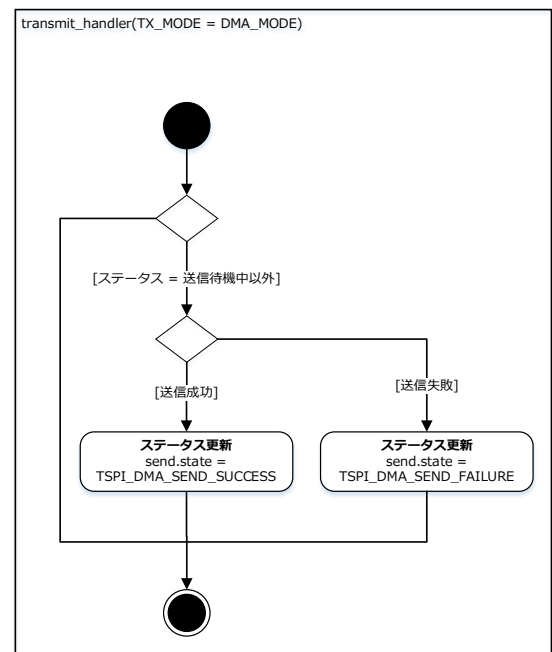 transmit_handler(TX_MODE = DMA_MODE)
[ステータス = 送信待機中以外]
[送信成功]
[送信失敗]
ステータス更新
send.state =
TSPI_DMA_SEND_SUCCESS
ステータス更新
send.state =
TSPI_DMA_SEND_FAILURE